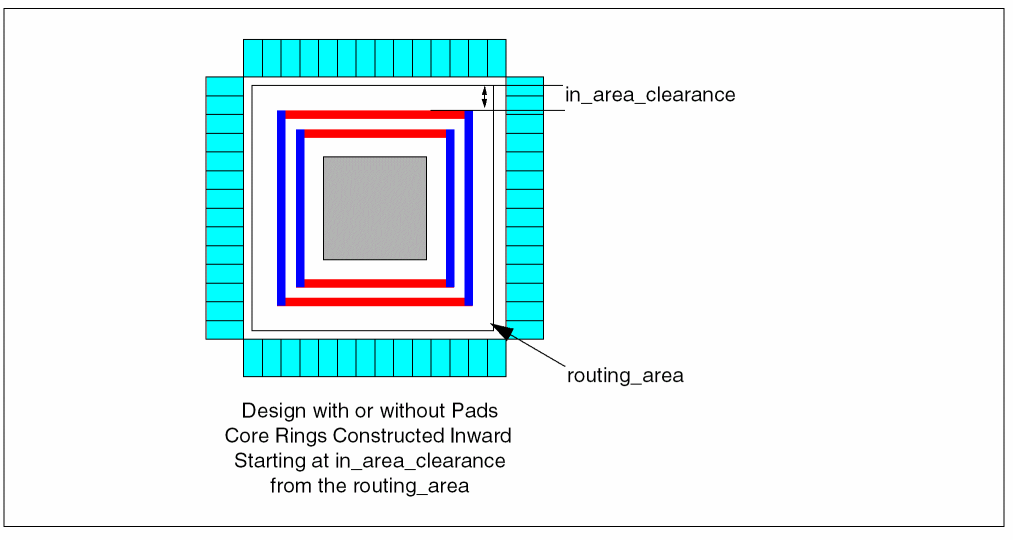 in_area_clearance
routing_area
Design with or without Pads
Core Rings Constructed Inward
Starting at in_area_clearance
from the routing_area